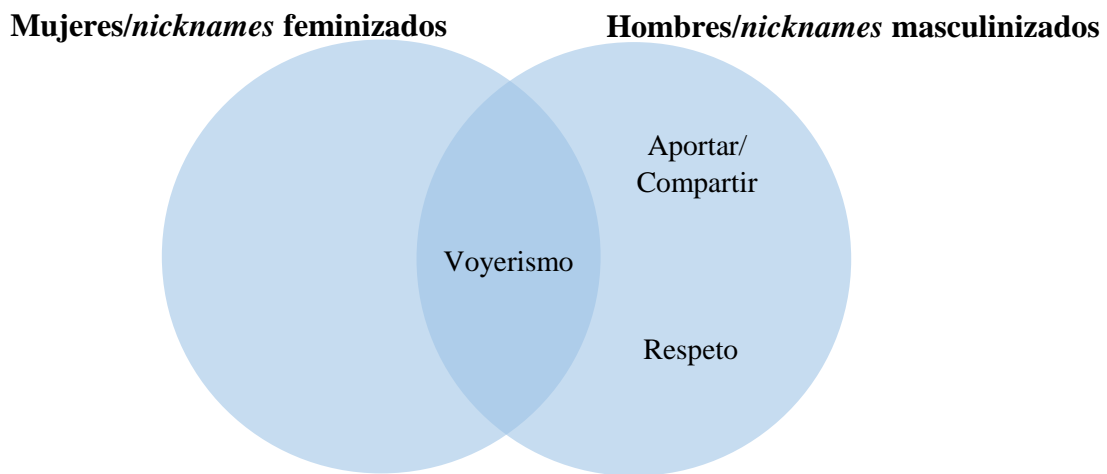 Mujeres/nicknames feminizados
Hombres/nicknames masculinizados
Aportar/
Compartir
Voyerismo
Respeto